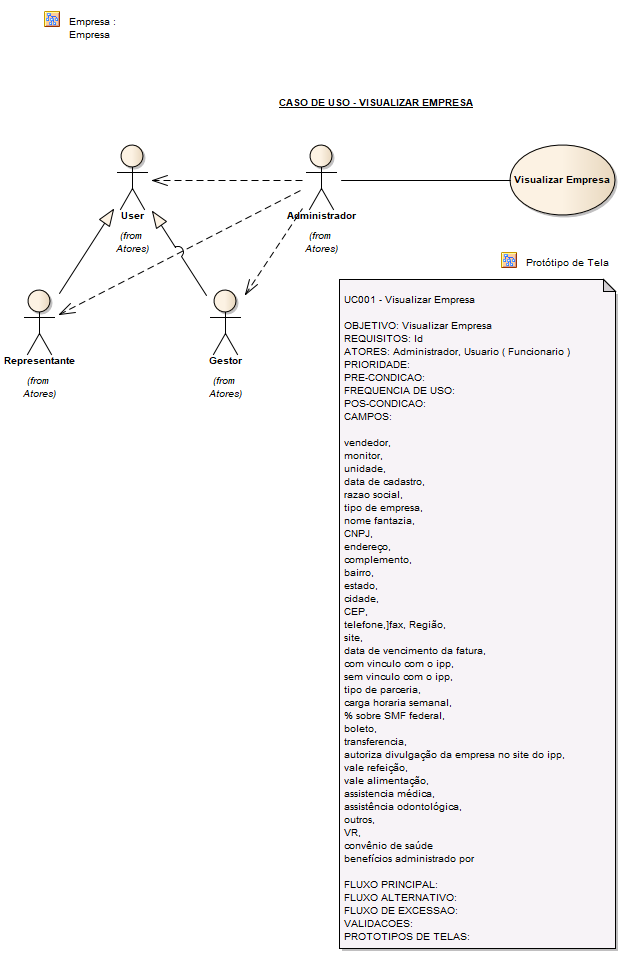 Empresa :
Empresa
CASO DE USO - VISUALIZAR EMPRESA
User
(from
Atores)
Administrador
(from
Atores)
Visualizar Empresa
Protótipo de Tela
Representante
(from
Atores)
Gestor
(from
Atores)
UC001 - Visualizar Empresa
OBJETIVO: Visualizar Empresa
REQUISITOS: Id
ATORES: Administrador, Usuario ( Funcionario )
PRIORIDADE:
PRE-CONDICAO:
FREQUENCIA DE USO:
POS-CONDICAO:
CAMPOS:
vendedor,
monitor,
unidade,
data de cadastro,
razao social,
tipo de empresa,
nome fantazia,
CNPJ,
endereço,
complemento,
bairro,
estado,
cidade,
CEP,
telefone,]fax, Região,
site,
data de vencimento da fatura,
com vinculo com o ipp,
sem vinculo com o ipp,
tipo de parceria,
carga horaria semanal,
% sobre SMF federal,
boleto,
transferencia,
autoriza divulgação da empresa no site do ipp,
vale refeição,
vale alimentação,
assistencia médica,
assistência odontológica,
outros,
VR,
convênio de saúde
benefícios administrado por
FLUXO PRINCIPAL:
FLUXO ALTERNATIVO:
FLUXO DE EXCESSAO:
VALIDACOES:
PROTOTIPOS DE TELAS: